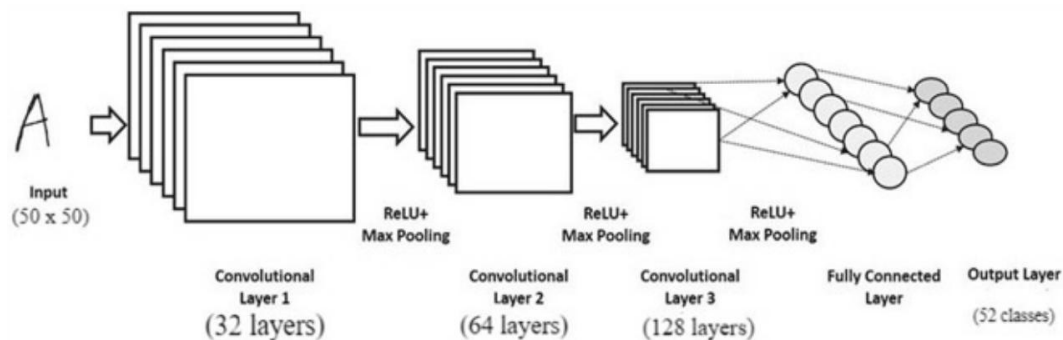 A
Input
(50 x 50)
ReLU+
Max Pooling
ReLU+
Max Pooling
ReLU+
Max Pooling
Convolutional
Layer 1
(32 layers)
Convolutional
Layer 2
(64 layers)
Convolutional
Layer 3
(128 layers)
Fully Connected
Layer
Output Layer
(52 classes)